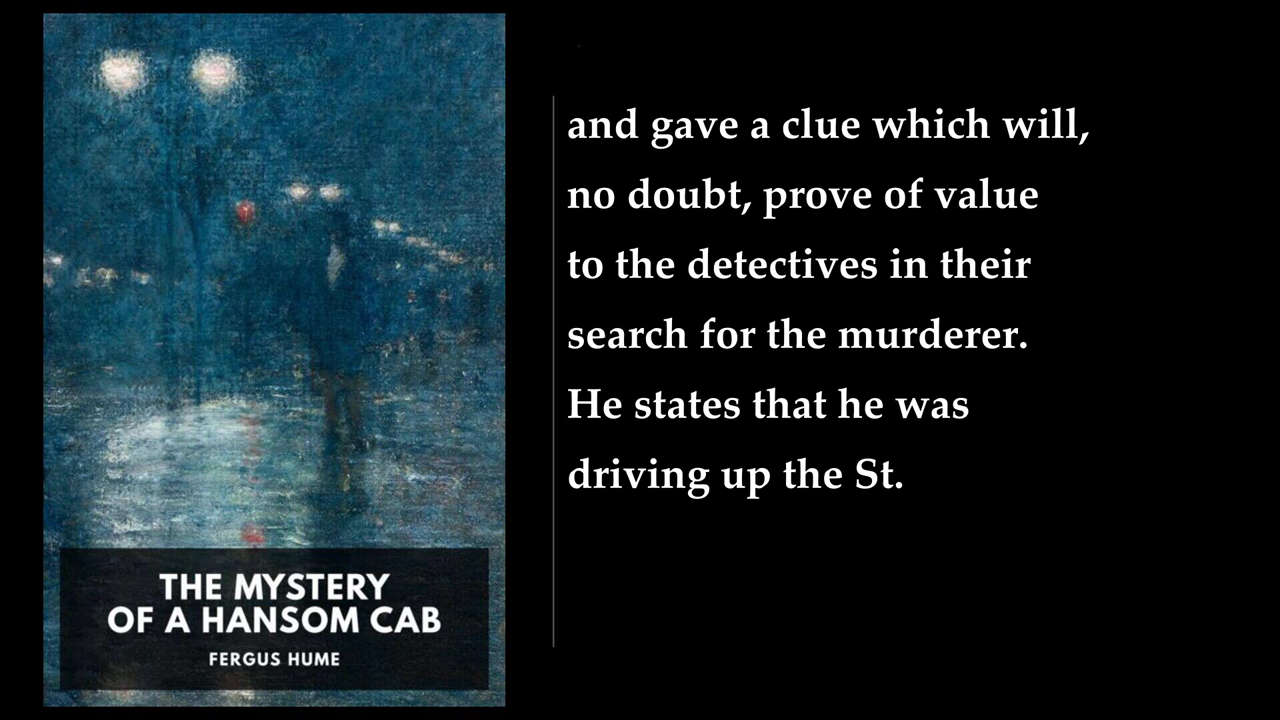 THE MYSTERY
OF A HANSOM CAB
FERGUS HUME
and gave a clue which will,
no doubt, prove of value
to the detectives in their
search for the murderer.
He states that he was
driving up the St.